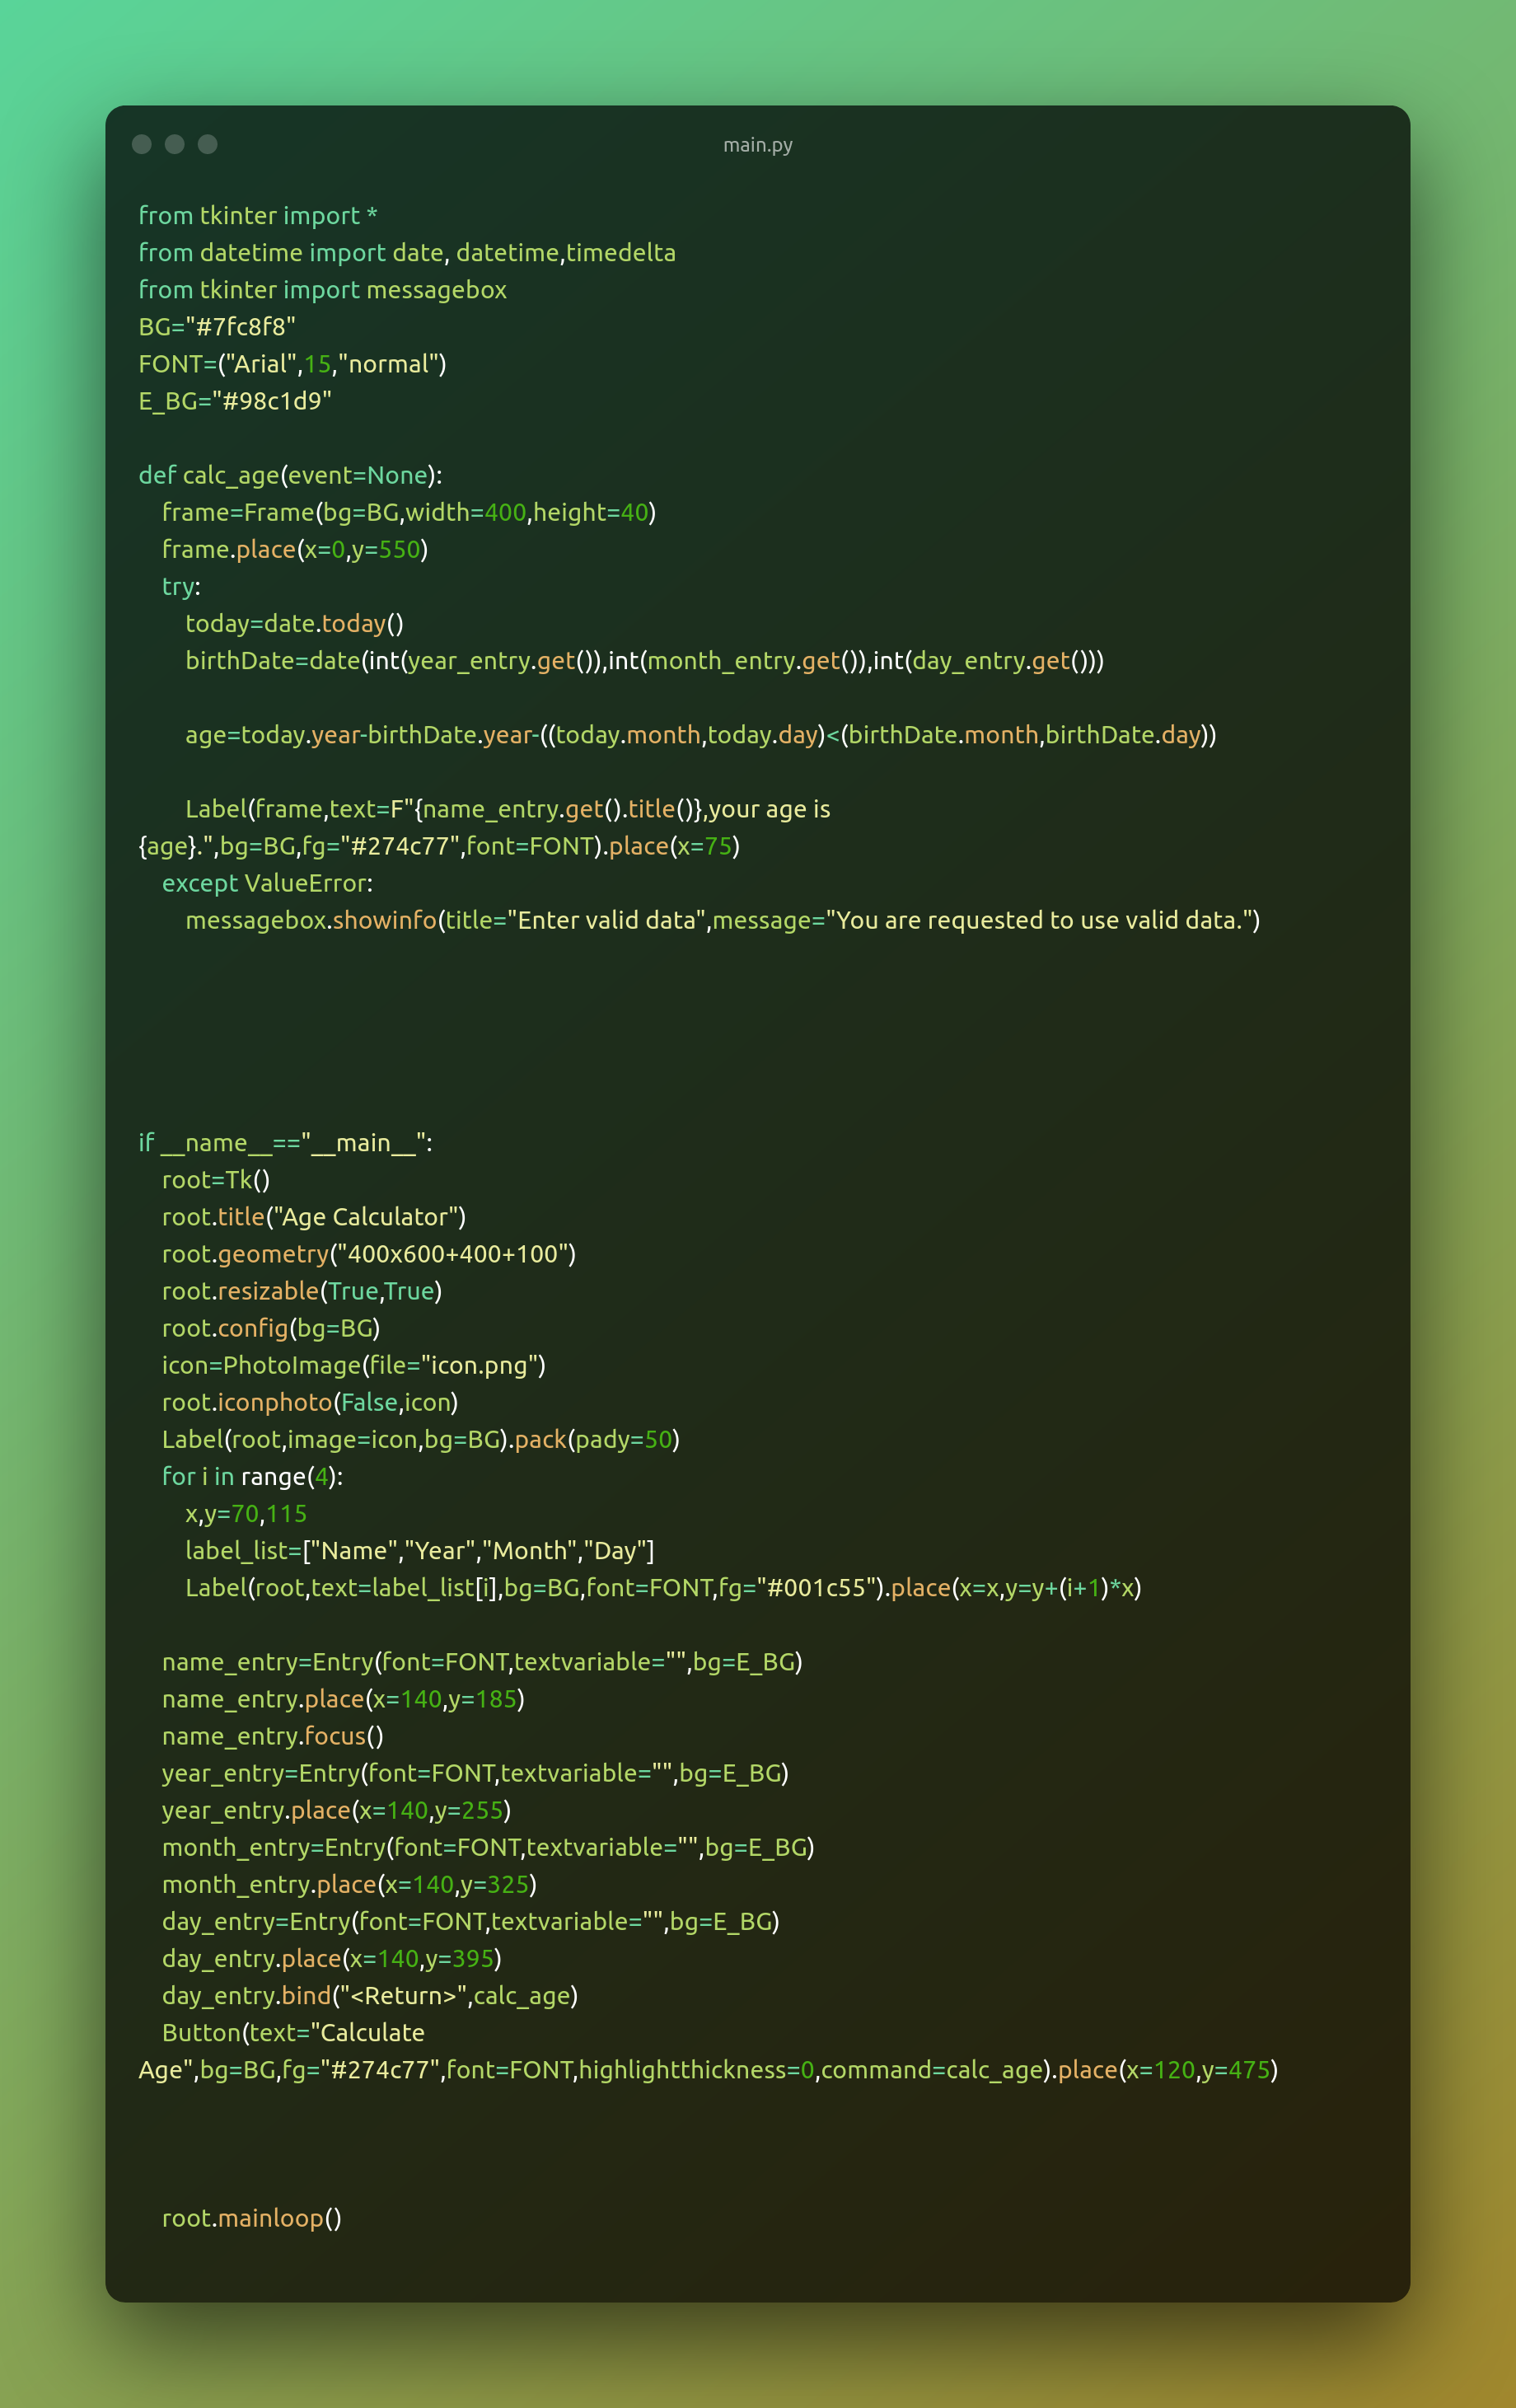 main.py
from tkinter import *
from datetime import date, datetime,timedelta
from tkinter import messagebox
BG="#7fc8f8"
FONT=("Arial",15,"normal")
E_BG="#98c1d9"

def calc_age(event=None):
    frame=Frame(bg=BG,width=400,height=40)
    frame.place(x=0,y=550)
    try:
        today=date.today()
        birthDate=date(int(year_entry.get()),int(month_entry.get()),int(day_entry.get()))

        age=today.year-birthDate.year-((today.month,today.day)<(birthDate.month,birthDate.day))

        Label(frame,text=F"{name_entry.get().title()},your age is
{age}.",bg=BG,fg="#274c77",font=FONT).place(x=75)
    except ValueError:
        messagebox.showinfo(title="Enter valid data",message="You are requested to use valid data.")

if __name__=="__main__":
    root=Tk()
    root.title("Age Calculator")
    root.geometry("400x600+400+100")
    root.resizable(True,True)
    root.config(bg=BG)
    icon=PhotoImage(file="icon.png")
    root.iconphoto(False,icon)
    Label(root,image=icon,bg=BG).pack(pady=50)
    for i in range(4):
        x,y=70,115
        label_list=["Name","Year","Month","Day"]
        Label(root,text=label_list[i],bg=BG,font=FONT,fg="#001c55").place(x=x,y=y+(i+1)*x)

    name_entry=Entry(font=FONT,textvariable="",bg=E_BG)
    name_entry.place(x=140,y=185)
    name_entry.focus()
    year_entry=Entry(font=FONT,textvariable="",bg=E_BG)
    year_entry.place(x=140,y=255)
    month_entry=Entry(font=FONT,textvariable="",bg=E_BG)
    month_entry.place(x=140,y=325)
    day_entry=Entry(font=FONT,textvariable="",bg=E_BG)
    day_entry.place(x=140,y=395)
    day_entry.bind("<Return>",calc_age)
    Button(text="Calculate
Age",bg=BG,fg="#274c77",font=FONT,highlightthickness=0,command=calc_age).place(x=120,y=475)

    root.mainloop()